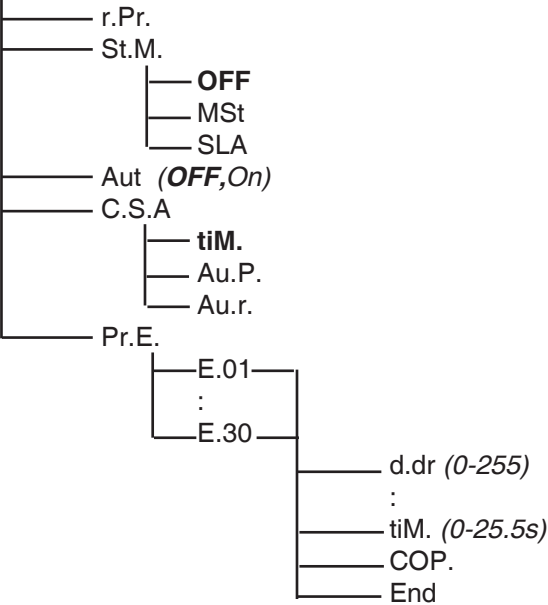 r.Pr.
St.M.
OFF
MSt
SLA
Aut (OFF,On)
C.S.A
tiM.
Au.P.
Au.r.
Pr.E.
E.01
:
E.30
d.dr (0-255)
:
tiM. (0-25.5s)
COP.
End